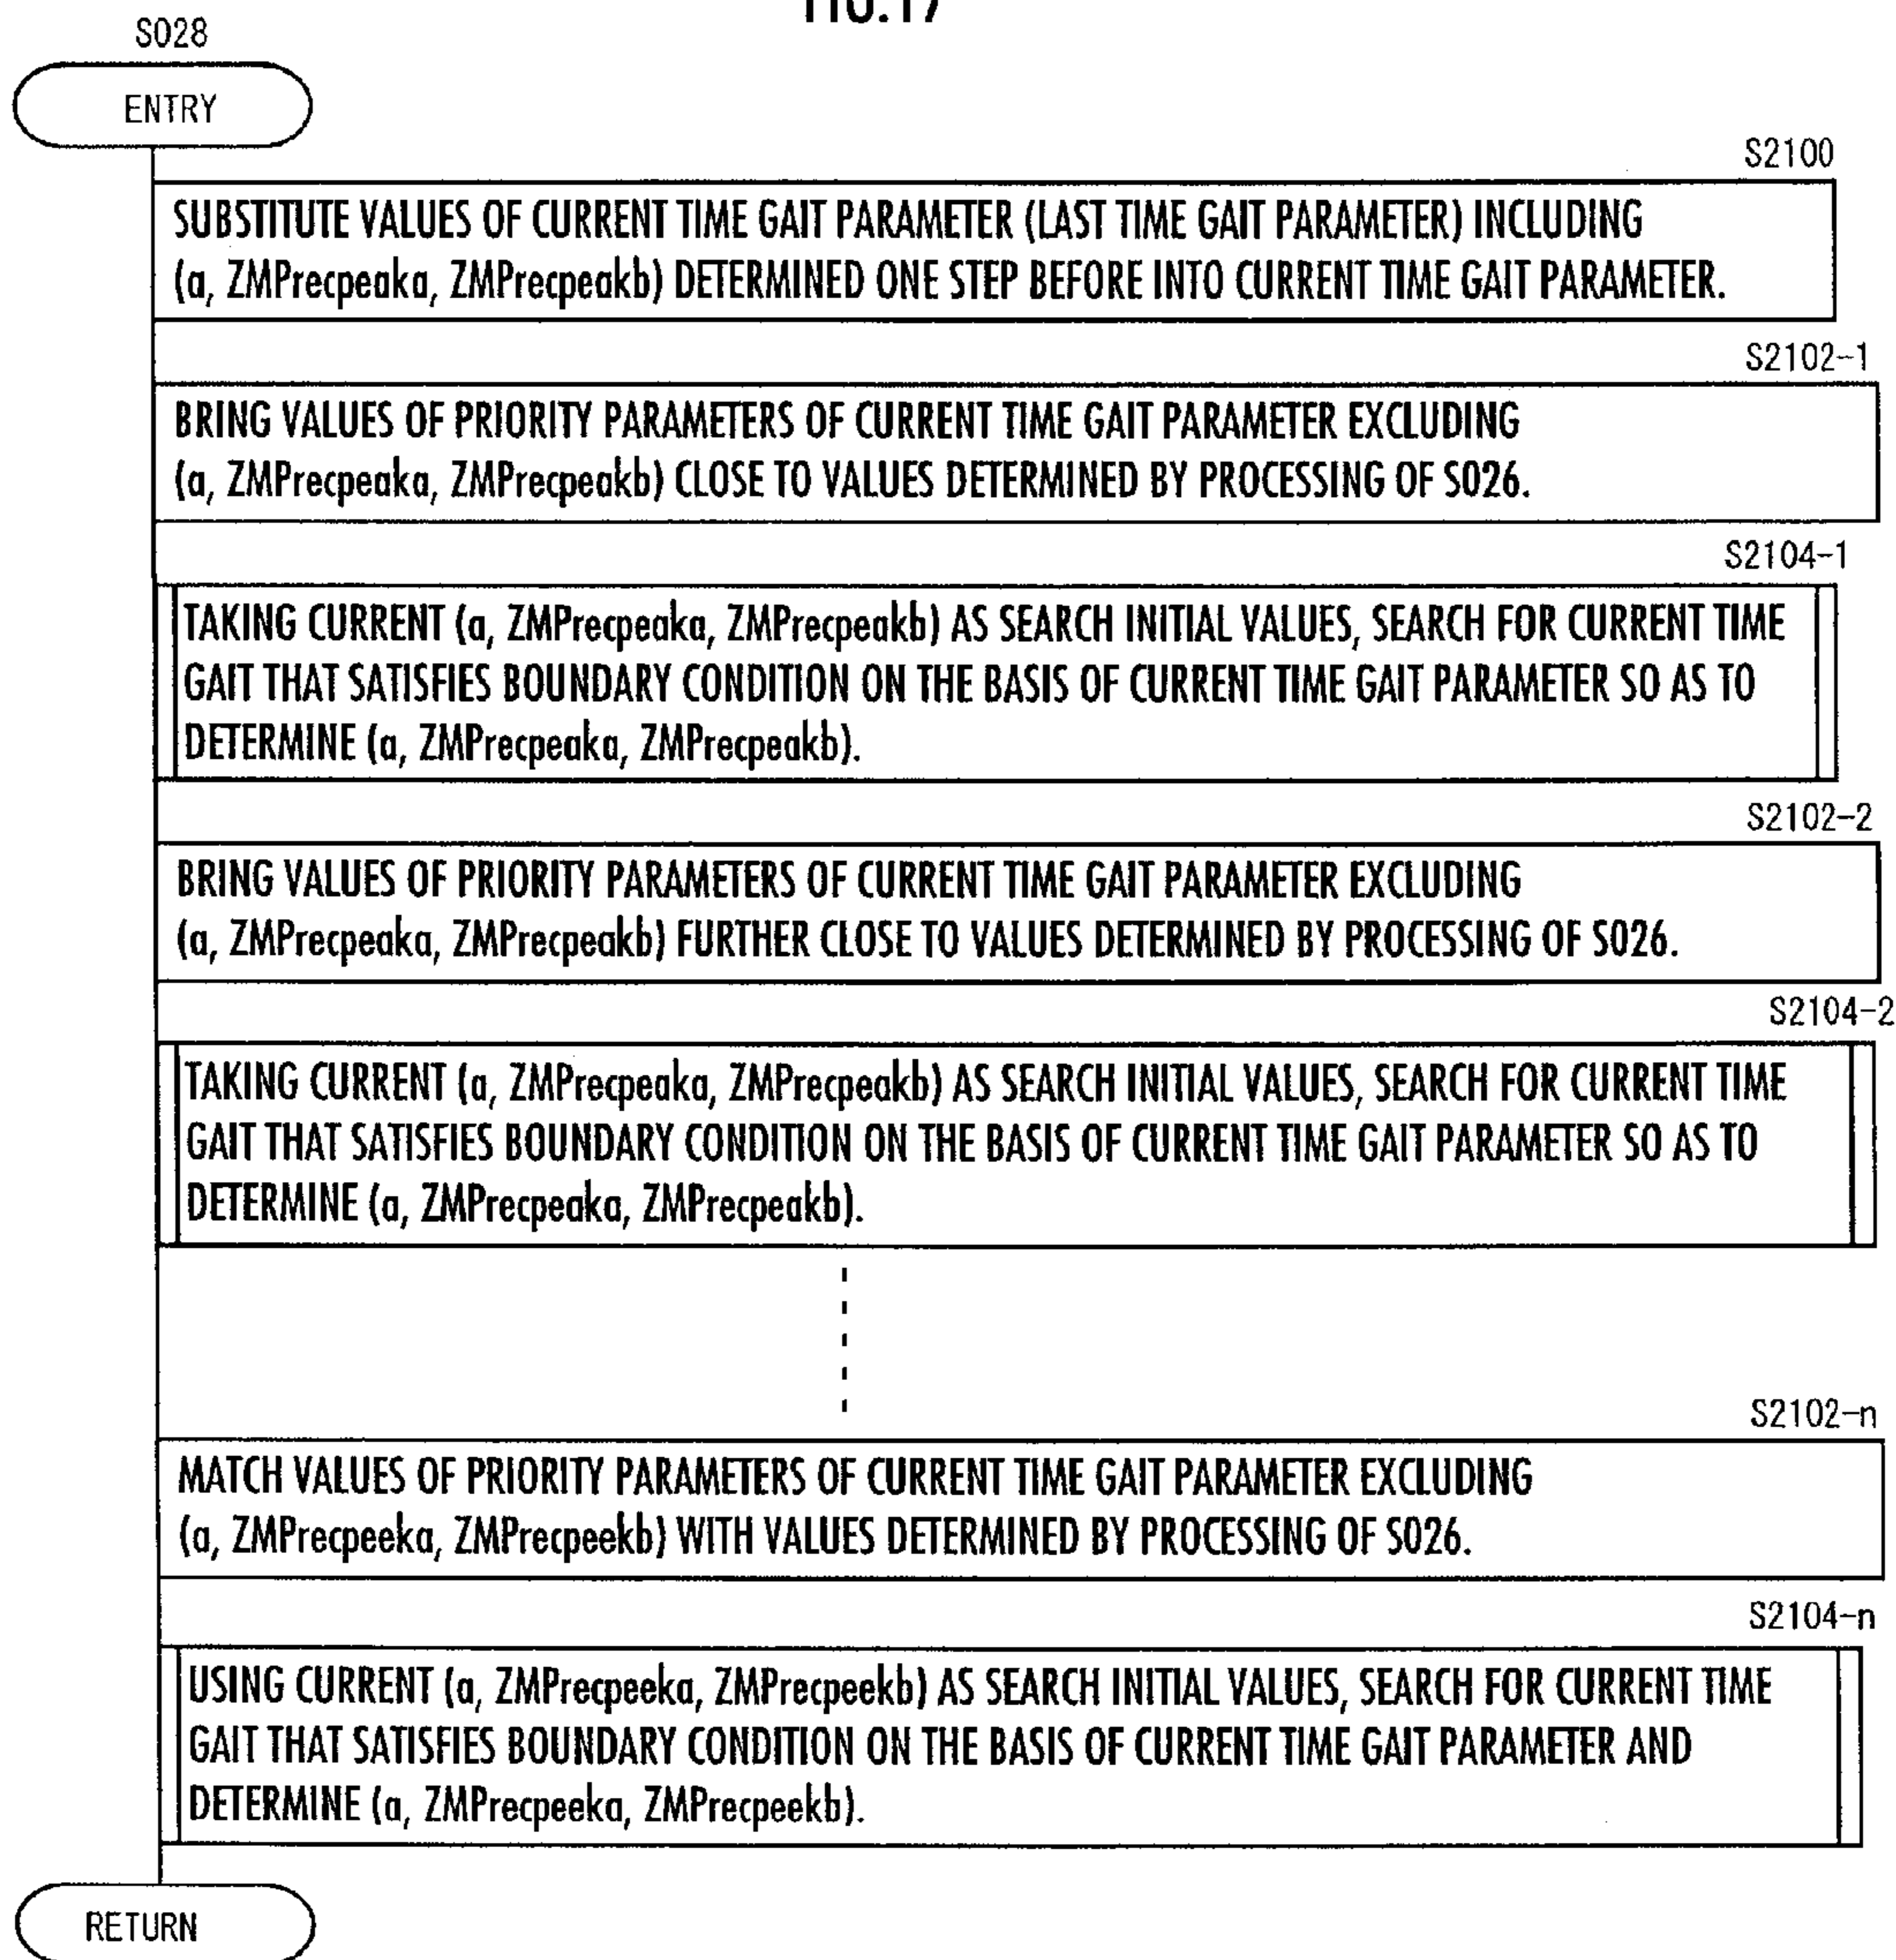 FIG.17
S028
ENTRY
S2100
SUBSTITUTE VALUES OF CURRENT TIME GAIT PARAMETER (LAST TIME GAIT PARAMETER) INCLUDING
(a, ZMPrecpeaka, ZMPrecpeakb) DETERMINED ONE STEP BEFORE INTO CURRENT TIME GAIT PARAMETER.
S2102-1
BRING VALUES OF PRIORITY PARAMETERS OF CURRENT TIME GAIT PARAMETER EXCLUDING
(a, ZMPrecpeaka, ZMPrecpeakb) CLOSE TO VALUES DETERMINED BY PROCESSING OF S026.
S2104-1
TAKING CURRENT (a, ZMPrecpeaka, ZMPrecpeakb) AS SEARCH INITIAL VALUES, SEARCH FOR CURRENT TIME
GAIT THAT SATISFIES BOUNDARY CONDITION ON THE BASIS OF CURRENT TIME GAIT PARAMETER SO AS TO
DETERMINE (a, ZMPrecpeaka, ZMPrecpeakb).
S2102-2
BRING VALUES OF PRIORITY PARAMETERS OF CURRENT TIME GAIT PARAMETER EXCLUDING
(a, ZMPrecpeaka, ZMPrecpeakb) FURTHER CLOSE TO VALUES DETERMINED BY PROCESSING OF S026.
S2104-2
TAKING CURRENT (a, ZMPrecpeaka, ZMPrecpeakb) AS SEARCH INITIAL VALUES, SEARCH FOR CURRENT TIME
GAIT THAT SATISFIES BOUNDARY CONDITION ON THE BASIS OF CURRENT TIME GAIT PARAMETER SO AS TO
DETERMINE (a, ZMPrecpeaka, ZMPrecpeakb).
S2102-n
MATCH VALUES OF PRIORITY PARAMETERS OF CURRENT TIME GAIT PARAMETER EXCLUDING
(a, ZMPrecpeeka, ZMPrecpeekb) WITH VALUES DETERMINED BY PROCESSING OF S026.
S2104-n
USING CURRENT (a, ZMPrecpeeka, ZMPrecpeekb) AS SEARCH INITIAL VALUES, SEARCH FOR CURRENT TIME
GAIT THAT SATISFIES BOUNDARY CONDITION ON THE BASIS OF CURRENT TIME GAIT PARAMETER AND
DETERMINE (a, ZMPrecpeeka, ZMPrecpeekb).
RETURN